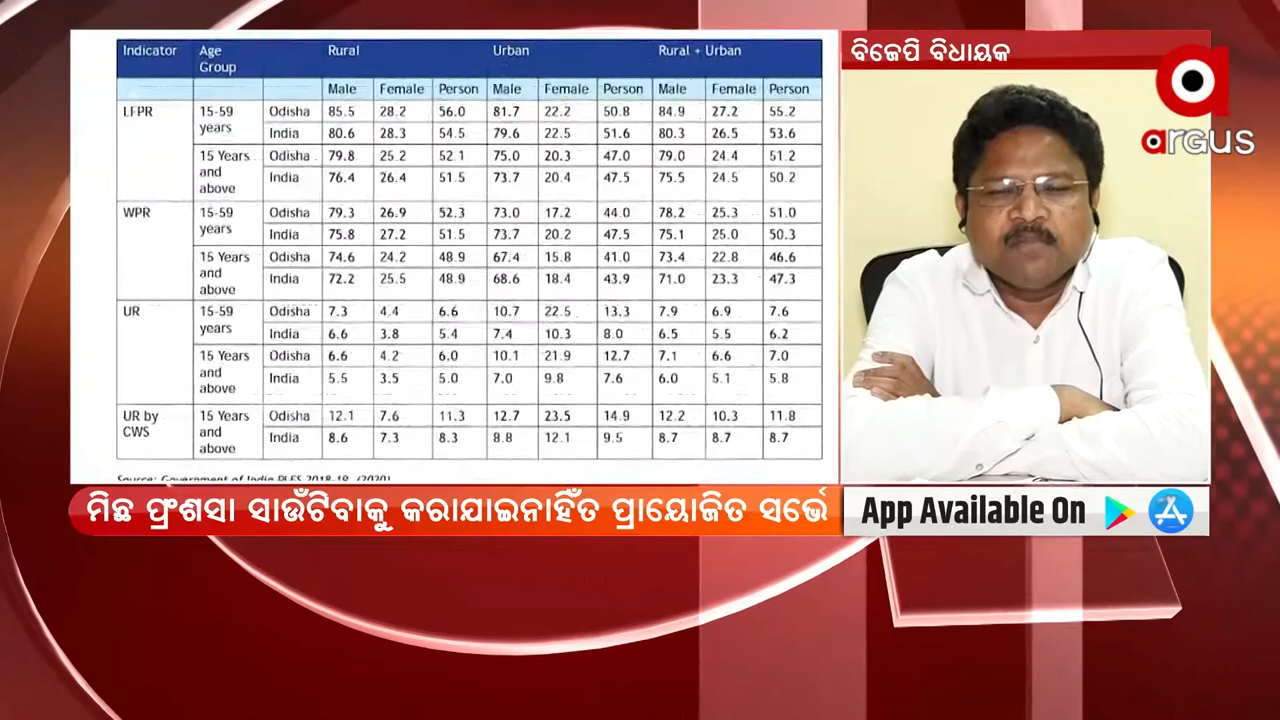 Indicator Age Group Rural Urban Rural + Urban
Male Female Person Male Female Person Male Female Person
LFPR 15-59 years Odisha 85.5 28.2 56.0 81.7 22.2 50.8 84.9 27.2 55.2
India 80.6 28.3 54.5 79.6 22.5 51.6 80.3 26.5 53.6
15 Years and above Odisha 79.8 25.2 52.1 75.0 20.3 47.0 79.0 24.4 51.2
India 76.4 26.4 51.5 73.7 20.4 47.5 75.5 24.5 50.2
WPR 15-59 years Odisha 79.3 26.9 52.3 73.0 17.2 44.0 78.2 25.3 51.0
India 75.8 27.2 51.5 73.7 20.2 47.5 75.1 25.0 50.3
15 Years and above Odisha 74.6 24.2 48.9 67.4 15.8 41.0 73.4 22.8 46.6
India 72.2 25.5 48.9 68.6 18.4 43.9 71.0 23.3 47.3
UR 15-59 years Odisha 7.3 4.4 6.6 10.7 22.5 13.3 7.9 6.9 7.6
India 6.6 3.8 5.4 7.4 10.3 8.0 6.5 5.5 6.2
15 Years and above Odisha 6.6 4.2 6.0 10.1 21.9 12.7 7.1 6.6 7.0
India 5.5 3.5 5.0 7.0 9.8 7.6 6.0 5.1 5.8
UR by CWS 15 Years and above Odisha 12.1 7.6 11.3 12.7 23.5 14.9 12.2 10.3 11.8
India 8.6 7.3 8.3 8.8 12.1 9.5 8.7 8.7 8.7
Source: Government of India PLFS 2018-19, (2020)
ବିଜେପି ବିଧାୟକ
argus
ମିଛ ପ୍ରଂଶସା ସାଉଁଟିବାକୁ କରାଯାଇନାହିଁତ ପ୍ରାୟୋଜିତ ସର୍ଭେ
App Available On